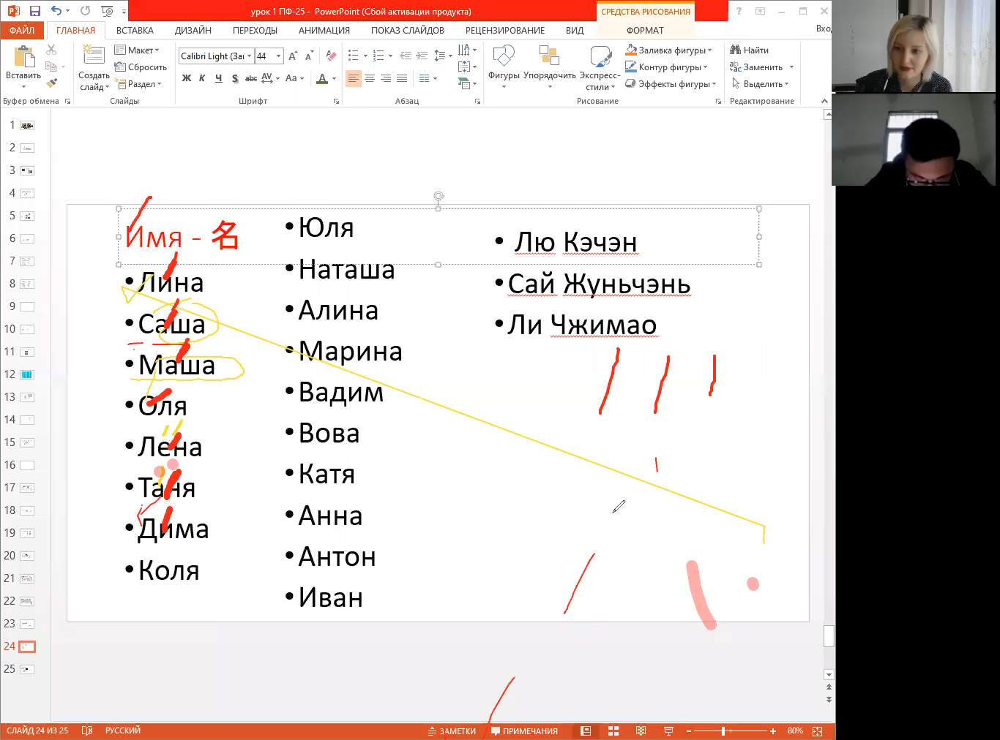 урок 1 ПФ-25 - PowerPoint (Сбой активации продукта)
СРЕДСТВА РИСОВАНИЯ
ФАЙЛ ГЛАВНАЯ ВСТАВКА ДИЗАЙН ПЕРЕХОДЫ АНИМАЦИЯ ПОКАЗ СЛАЙДОВ РЕЦЕНЗИРОВАНИЕ ВИД ФОРМАТ Вхо
Вставить
Создать слайд
Макет
Сбросить
Раздел
Calibri Light (За 44
Ж К Ч S abc AV Aa А
Фигуры Упорядочить Экспресс-стили
Заливка фигуры
Контур фигуры
Эффекты фигуры
Найти
Заменить
Выделить
Буфер обмена Слайды Шрифт Абзац Рисование Редактирование
1
2
3
4
5
6
7
8
9
10
11
12
13
14
15
16
17
18
19
20
21
22
23
24
25
Имя - 名
• Лина
• Саша
• Маша
• Оля
• Лена
• Таня
• Дима
• Коля
• Юля
• Наташа
• Алина
• Марина
• Вадим
• Вова
• Катя
• Анна
• Антон
• Иван
• Лю Кэчэн
• Сай Жуньчэнь
• Ли Чжимао
СЛАЙД 24 ИЗ 25 РУССКИЙ ЗАМЕТКИ ПРИМЕЧАНИЯ 80%